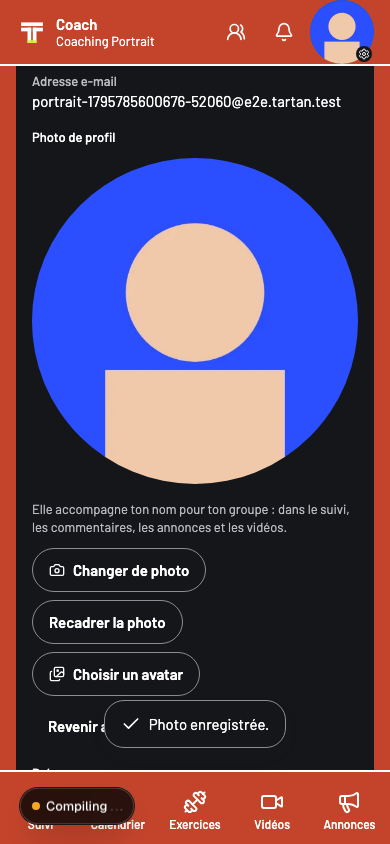 Coach
Coaching Portrait
Adresse e-mail
portrait-1795785600676-52060@e2e.tartan.test
Photo de profil
Elle accompagne ton nom pour ton groupe : dans le suivi,
les commentaires, les annonces et les vidéos.
Changer de photo
Recadrer la photo
Choisir un avatar
Revenir
Photo enregistrée.
Compiling ...
Suivi
Calendrier
Exercices
Vidéos
Annonces